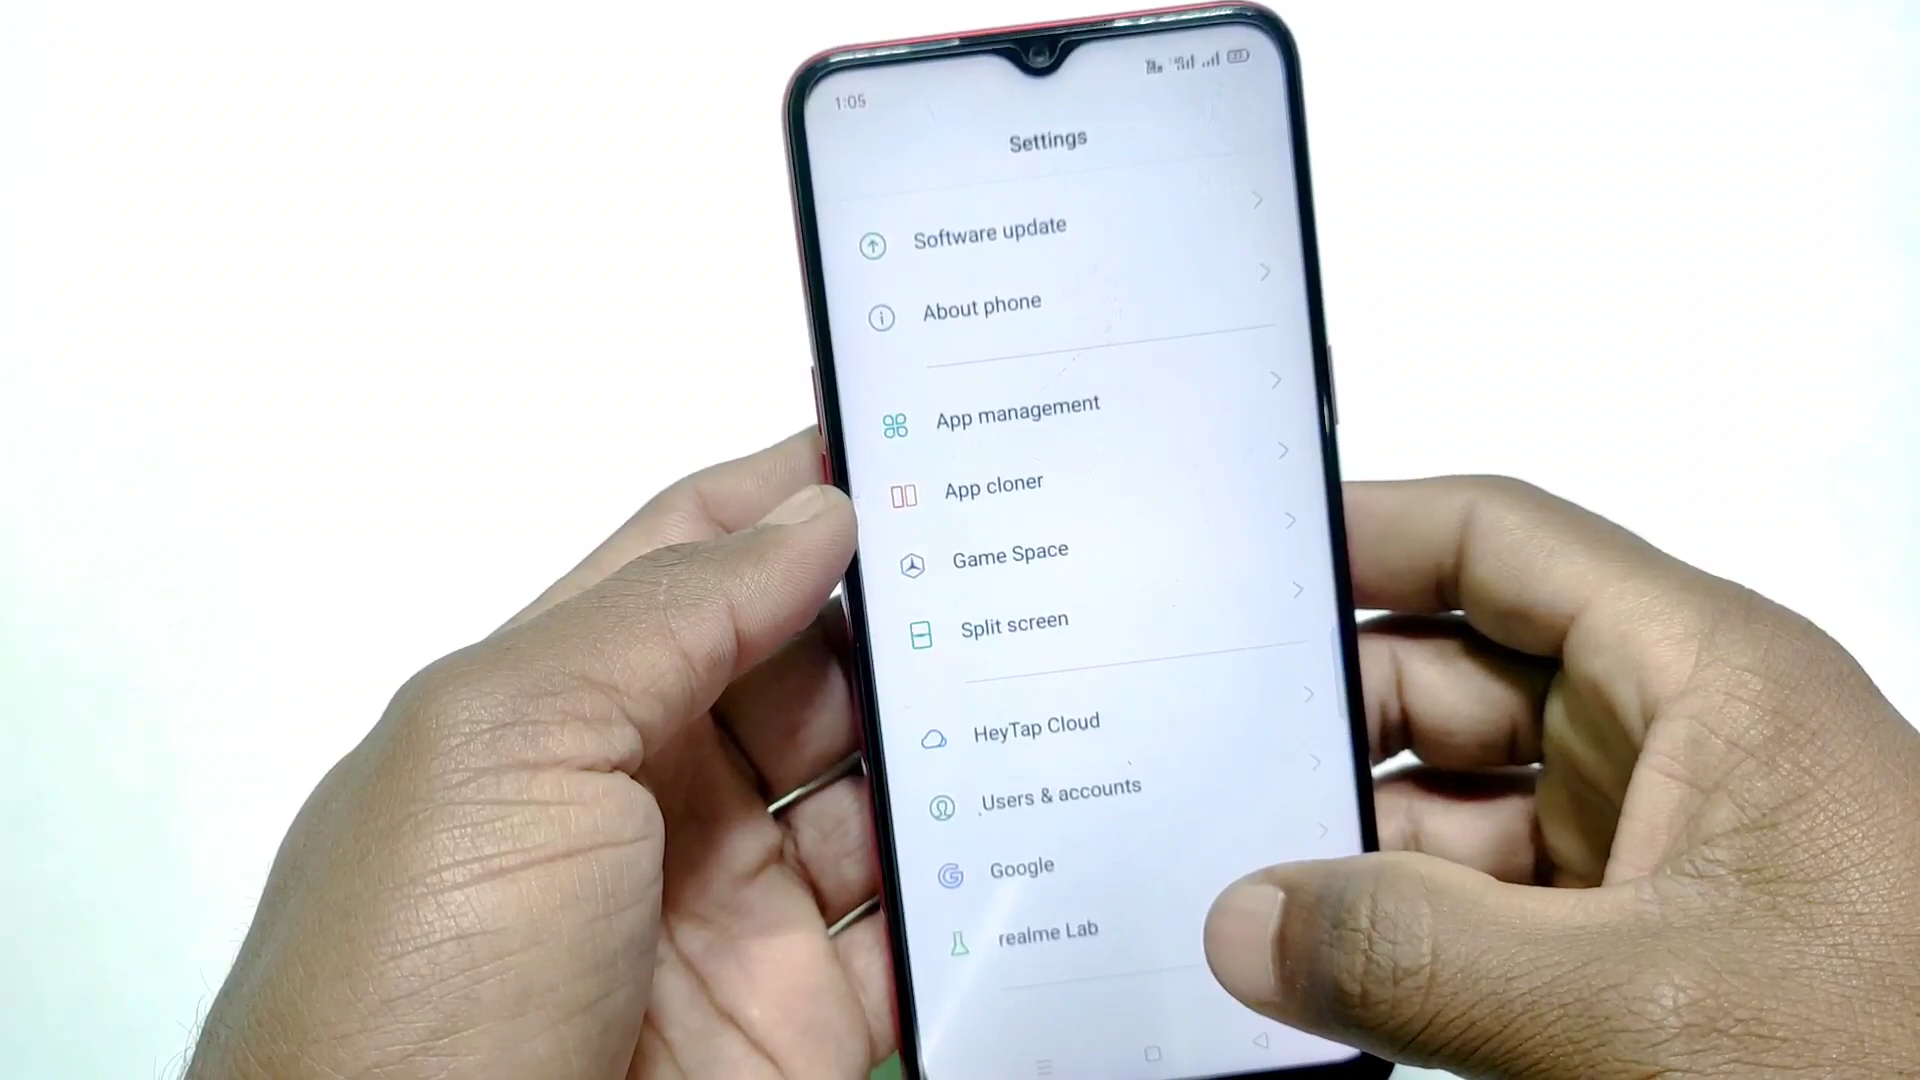 1:05
Settings
Software update
About phone
App management
App cloner
Game Space
Split screen
HeyTap Cloud
Users & accounts
Google
realme Lab